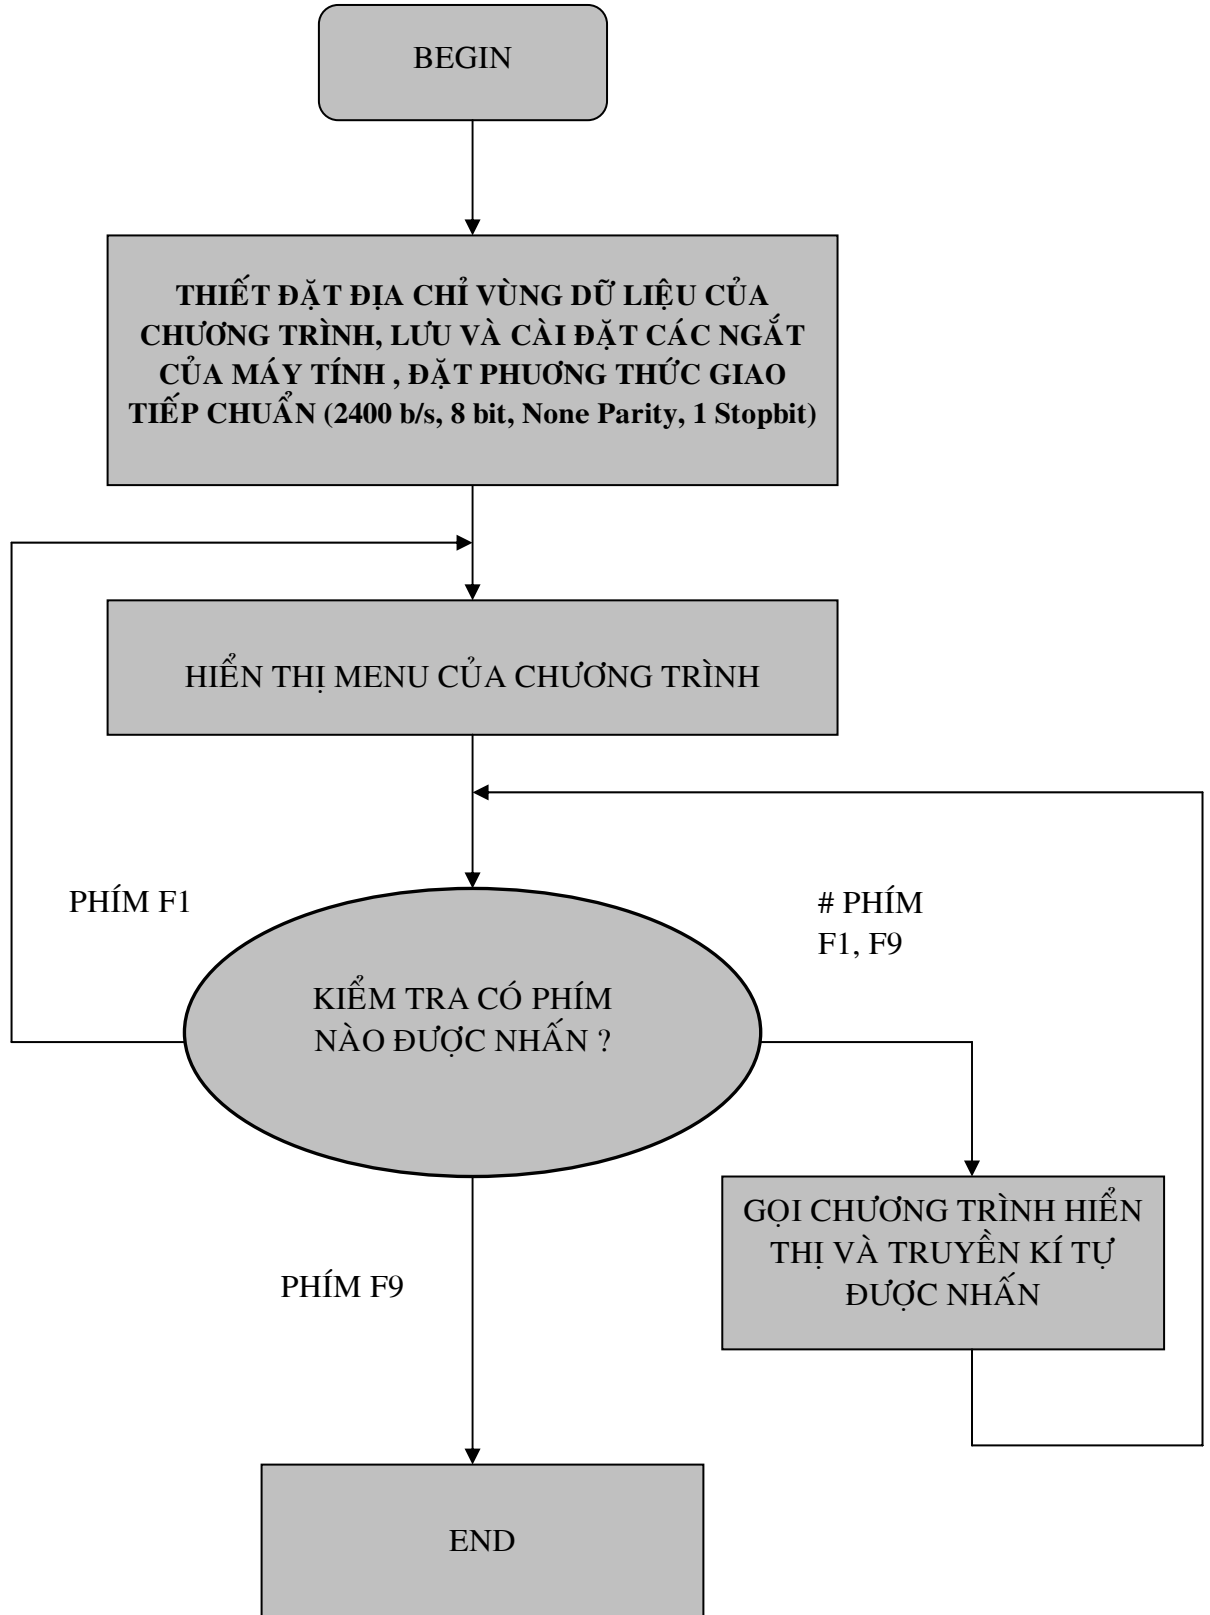 BEGIN
THIẾT ĐẶT ĐỊA CHỈ VÙNG DỮ LIỆU CỦA
CHƯƠNG TRÌNH, LƯU VÀ CÀI ĐẶT CÁC NGẮT
CỦA MÁY TÍNH , ĐẶT PHUƠNG THỨC GIAO
TIẾP CHUẨN (2400 b/s, 8 bit, None Parity, 1 Stopbit)
HIỂN THỊ MENU CỦA CHƯƠNG TRÌNH
PHÍM F1
# PHÍM
F1, F9
KIỂM TRA CÓ PHÍM
NÀO ĐƯỢC NHẤN ?
GỌI CHƯƠNG TRÌNH HIỂN
THỊ VÀ TRUYỀN KÍ TỰ
ĐƯỢC NHẤN
PHÍM F9
END